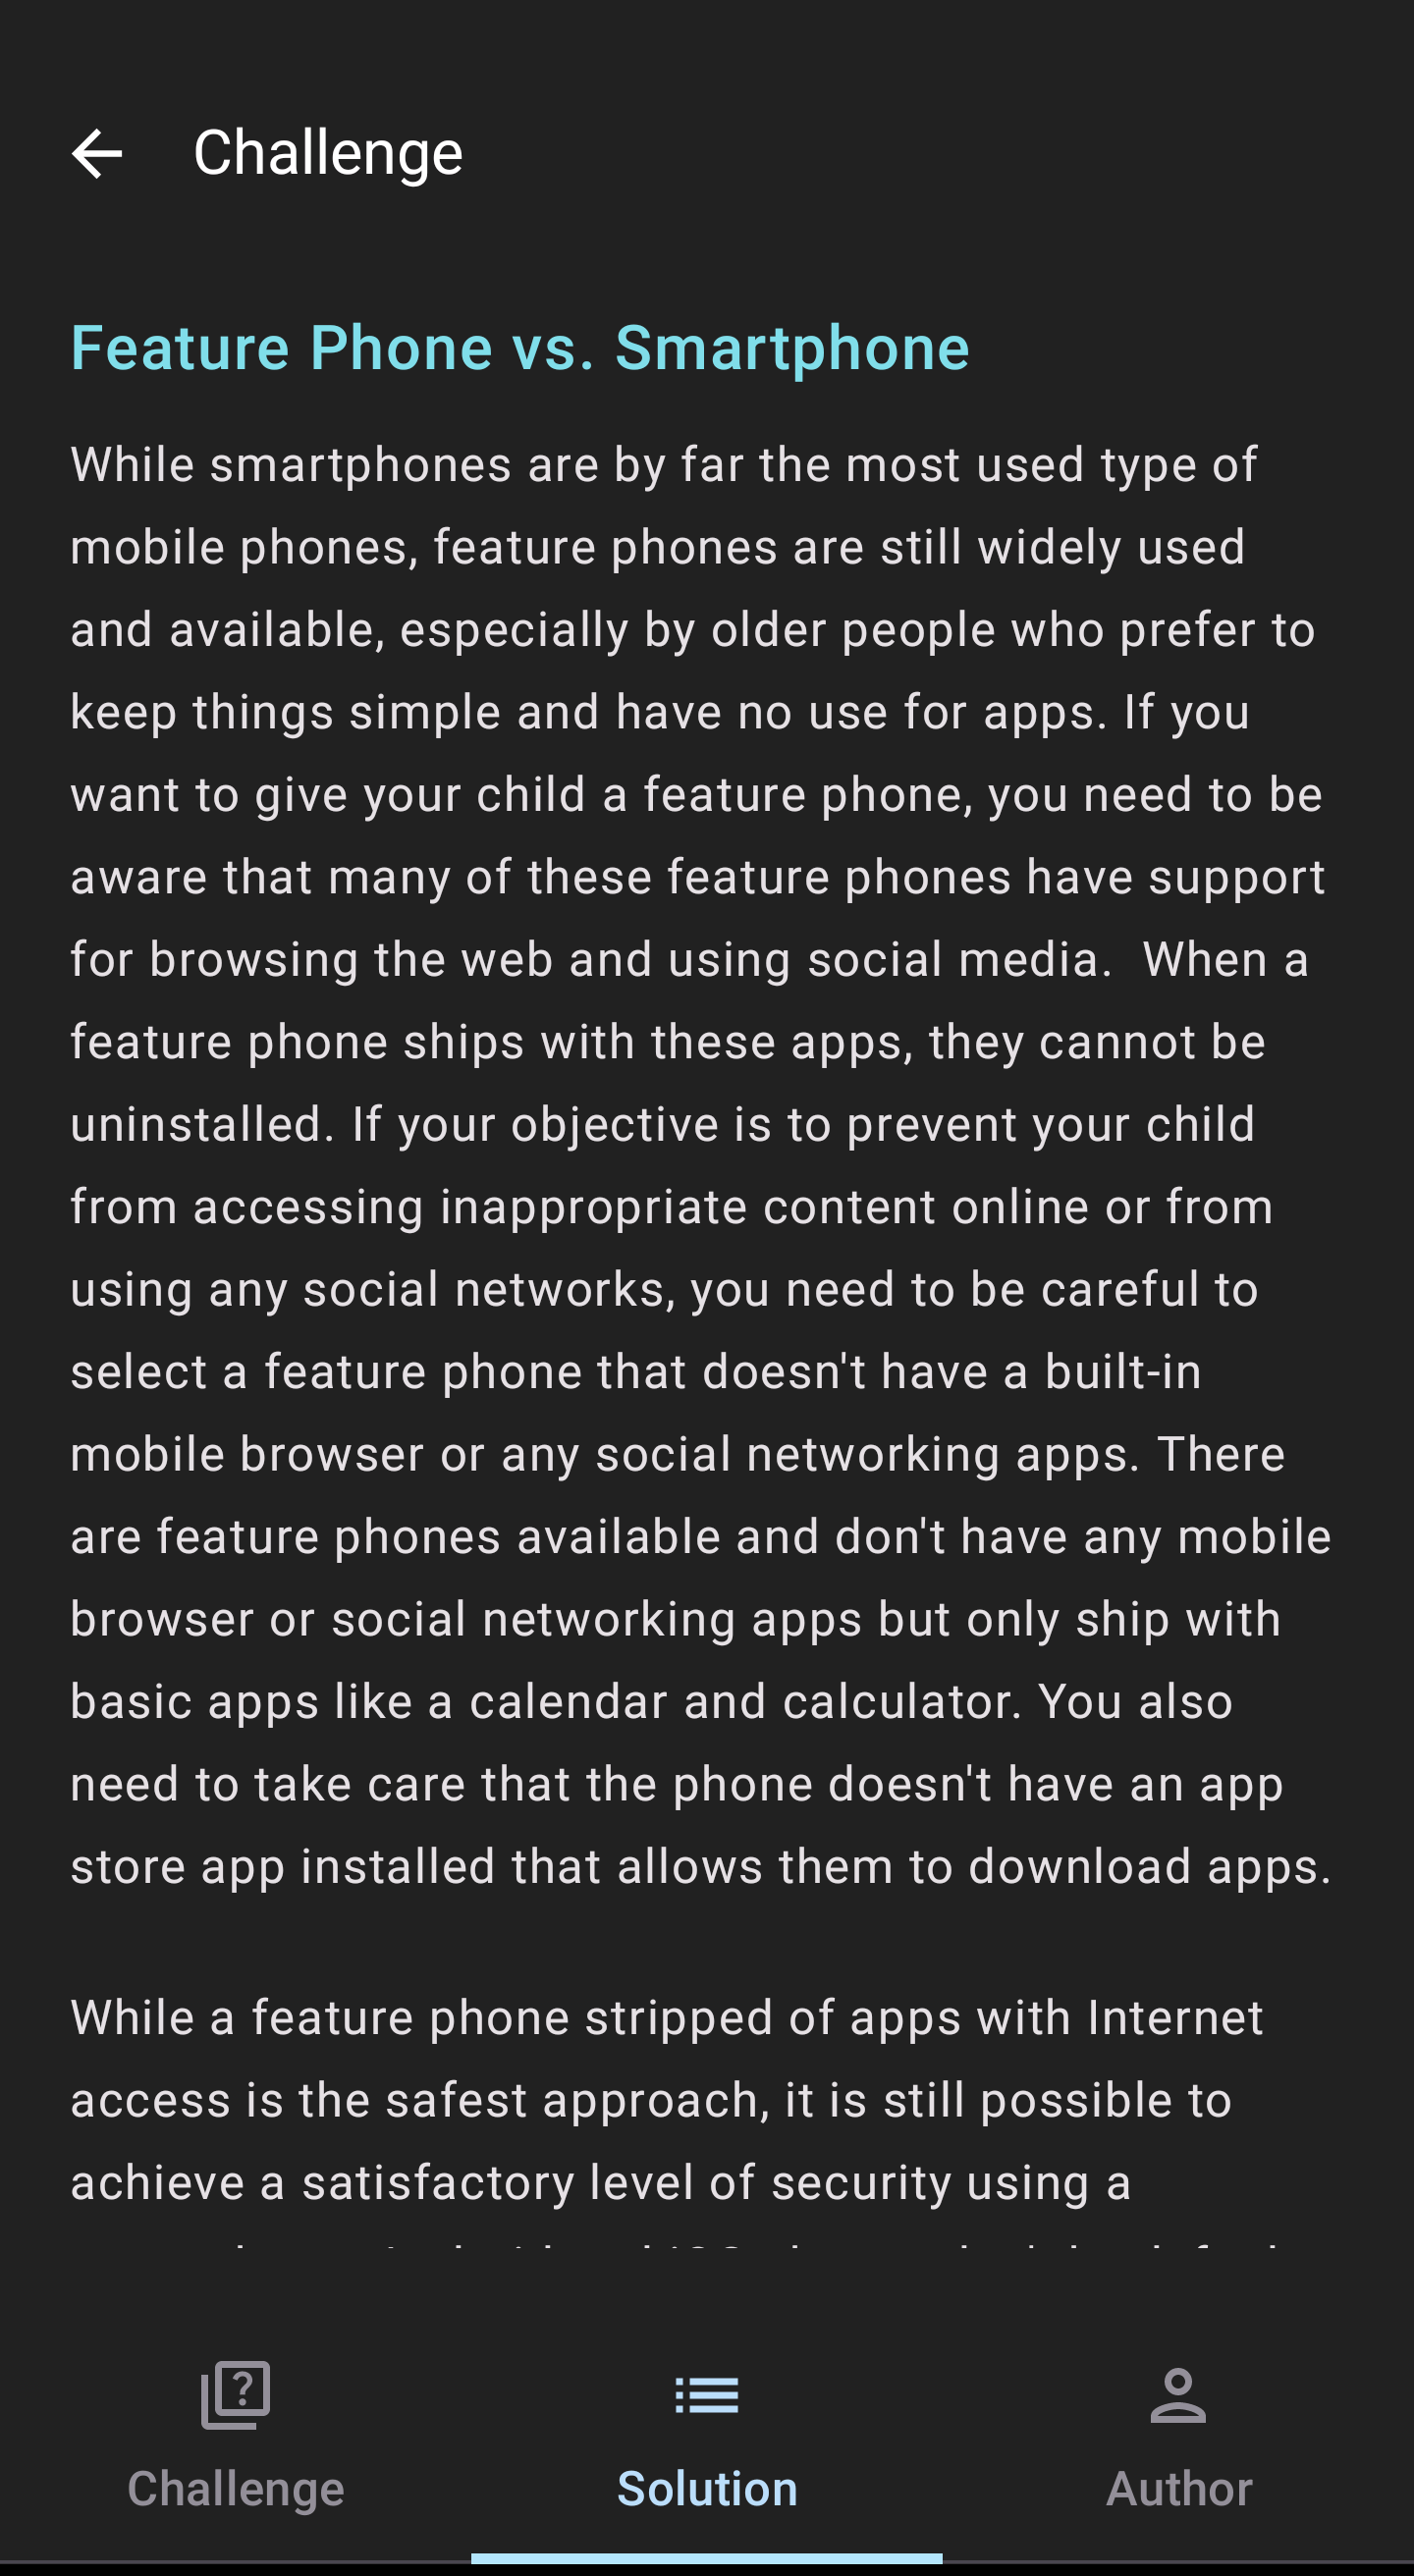 Challenge
Feature Phone vs. Smartphone
While smartphones are by far the most used type of
mobile phones, feature phones are still widely used
and available, especially by older people who prefer to
keep things simple and have no use for apps. If you
want to give your child a feature phone, you need to be
aware that many of these feature phones have support
for browsing the web and using social media.  When a
feature phone ships with these apps, they cannot be
uninstalled. If your objective is to prevent your child
from accessing inappropriate content online or from
using any social networks, you need to be careful to
select a feature phone that doesn't have a built-in
mobile browser or any social networking apps. There
are feature phones available and don't have any mobile
browser or social networking apps but only ship with
basic apps like a calendar and calculator. You also
need to take care that the phone doesn't have an app
store app installed that allows them to download apps.
While a feature phone stripped of apps with Internet
access is the safest approach, it is still possible to
achieve a satisfactory level of security using a
Challenge
Solution
Author